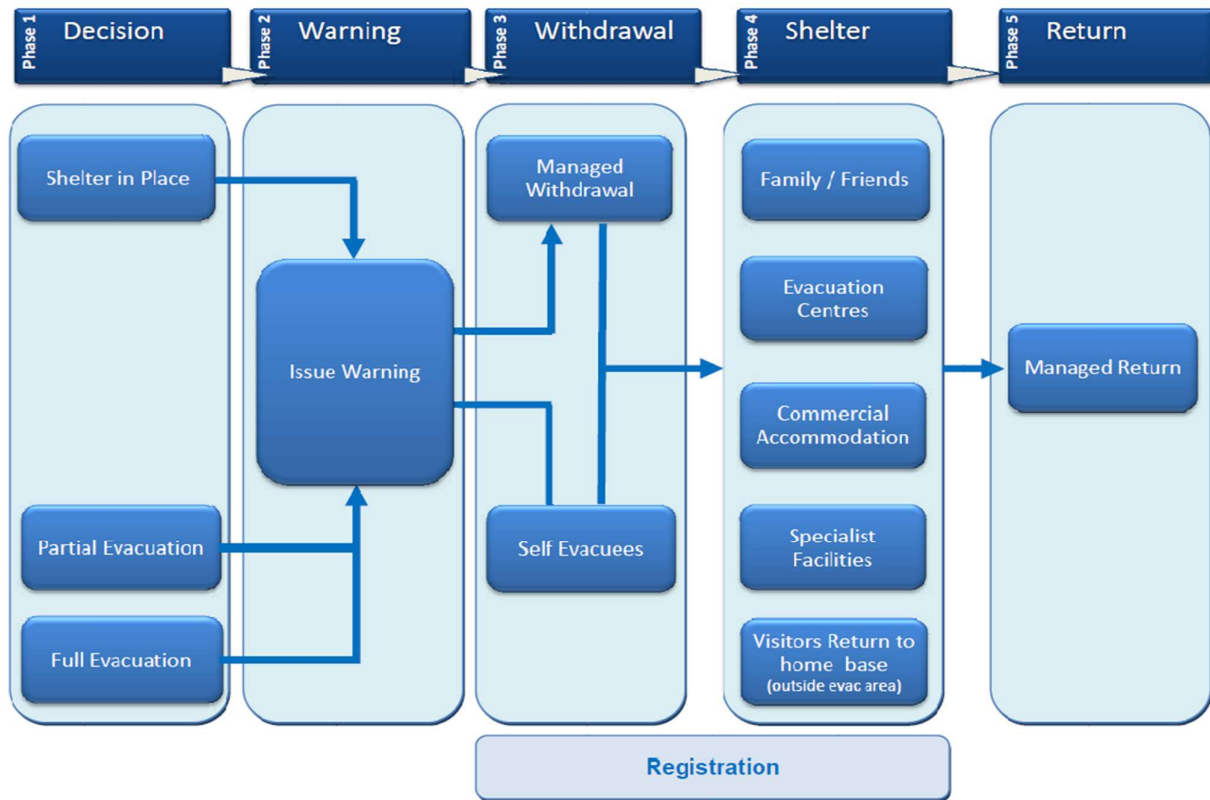 Phase 1
Decision
Phase 2
Warning
Phase 3
Withdrawal
Phase 4
Shelter
Phase 5
Return
Shelter in Place
Partial Evacuation
Full Evacuation
Issue Warning
Managed
Withdrawal
Self Evacuees
Family / Friends
Evacuation
Centres
Commercial
Accommodation
Specialist
Facilities
Visitors Return to
home base
(outside evac area)
Managed Return
Registration